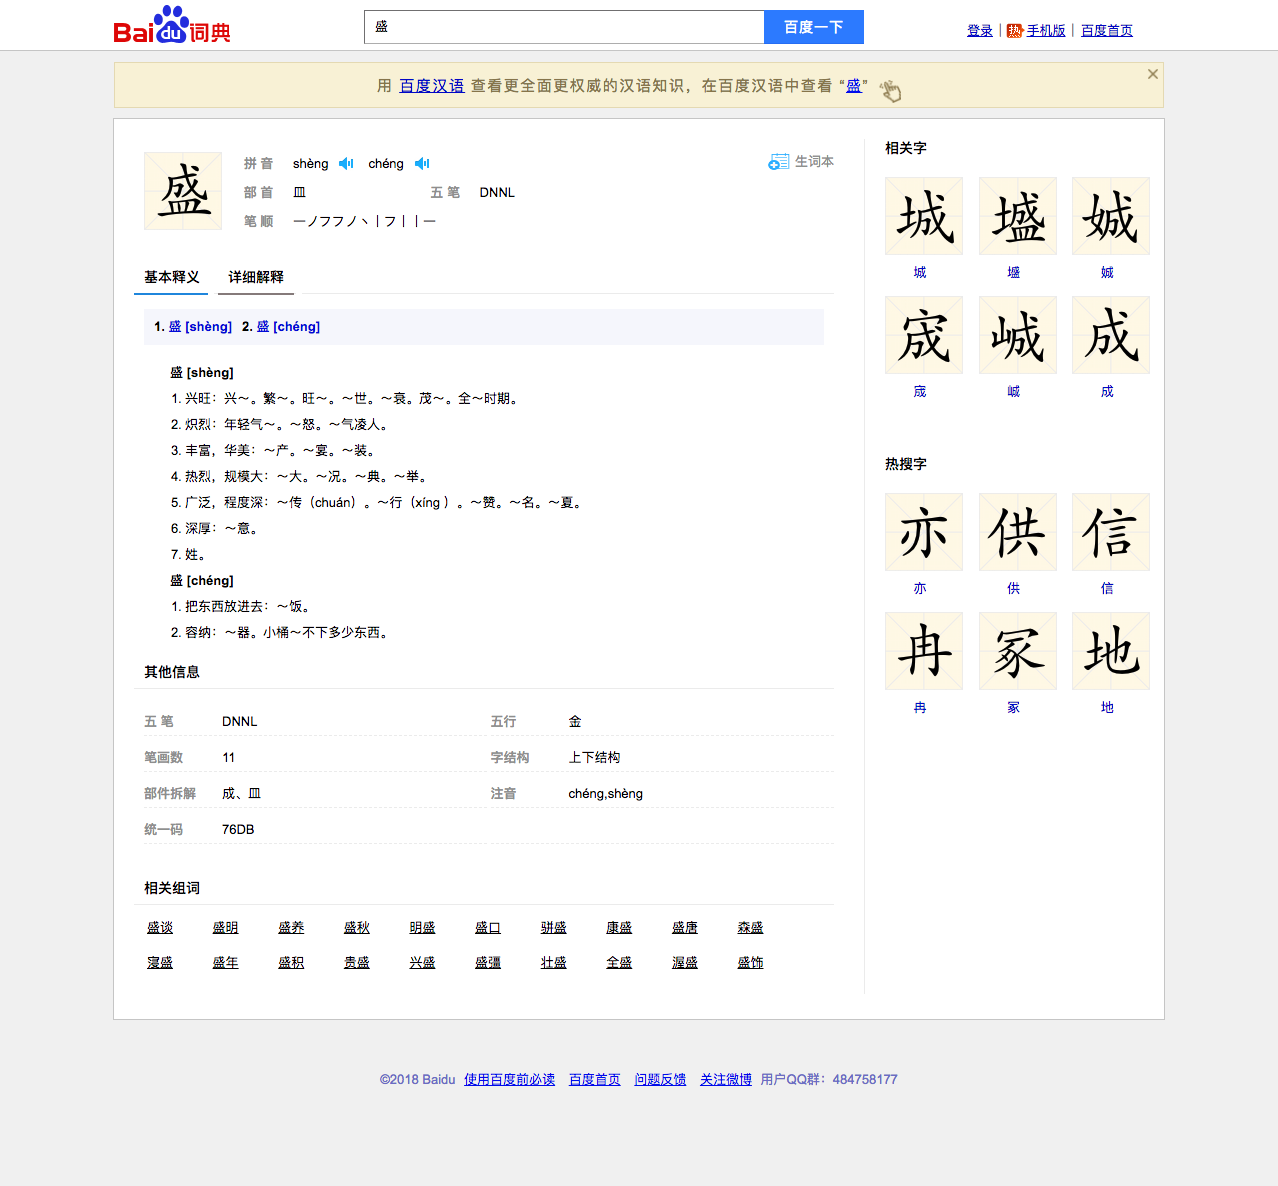 Baidu词典
盛
百度一下
登录 | 热 手机版 | 百度首页
用 百度汉语 查看更全面更权威的汉语知识，在百度汉语中查看 “盛”
盛
拼 音 shèng chéng
生词本
部 首 皿 五 笔 DNNL
笔 顺 一ノフフノヽ丨フ丨丨一
基本释义 详细解释
1. 盛 [shèng] 2. 盛 [chéng]
盛 [shèng]
1. 兴旺：兴～。繁～。旺～。～世。～衰。茂～。全～时期。
2. 炽烈：年轻气～。～怒。～气凌人。
3. 丰富，华美：～产。～宴。～装。
4. 热烈，规模大：～大。～况。～典。～举。
5. 广泛，程度深：～传（chuán）。～行（xíng ）。～赞。～名。～夏。
6. 深厚：～意。
7. 姓。
盛 [chéng]
1. 把东西放进去：～饭。
2. 容纳：～器。小桶～不下多少东西。
其他信息
五 笔 DNNL 五行 金
笔画数 11 字结构 上下结构
部件拆解 成、皿 注音 chéng,shèng
统一码 76DB
相关组词
盛谈 盛明 盛养 盛秋 明盛 盛口 骈盛 康盛 盛唐 森盛
寖盛 盛年 盛积 贵盛 兴盛 盛彊 壮盛 全盛 渥盛 盛饰
相关字
城 墭 娍
城 墭 娍
宬 峸 成
宬 峸 成
热搜字
亦 供 信
亦 供 信
冉 冢 地
冉 冢 地
©2018 Baidu 使用百度前必读 百度首页 问题反馈 关注微博 用户QQ群：484758177